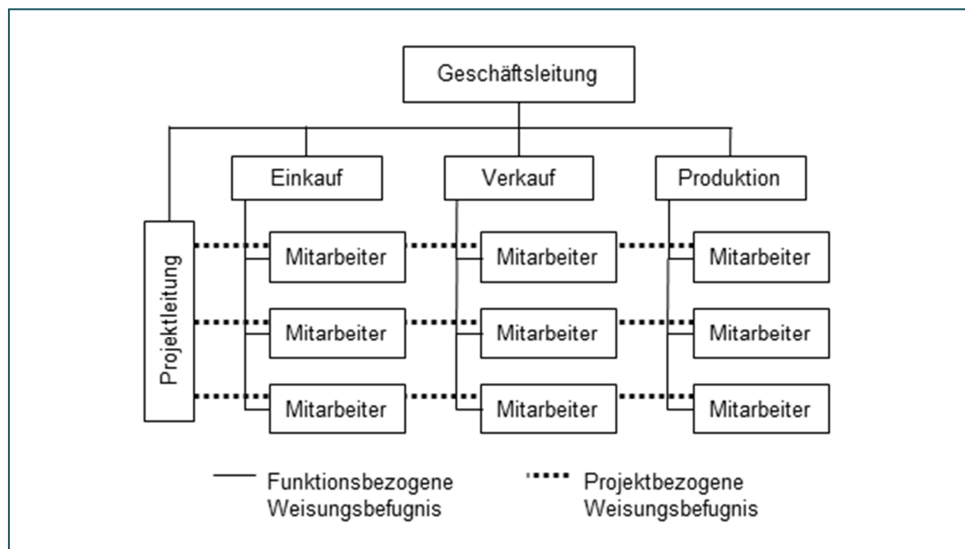 Geschäftsleitung
Einkauf
Verkauf
Produktion
Projektleitung
Mitarbeiter
Mitarbeiter
Mitarbeiter
Mitarbeiter
Mitarbeiter
Mitarbeiter
Mitarbeiter
Mitarbeiter
Mitarbeiter
Funktionsbezogene
Weisungsbefugnis
Projektbezogene
Weisungsbefugnis